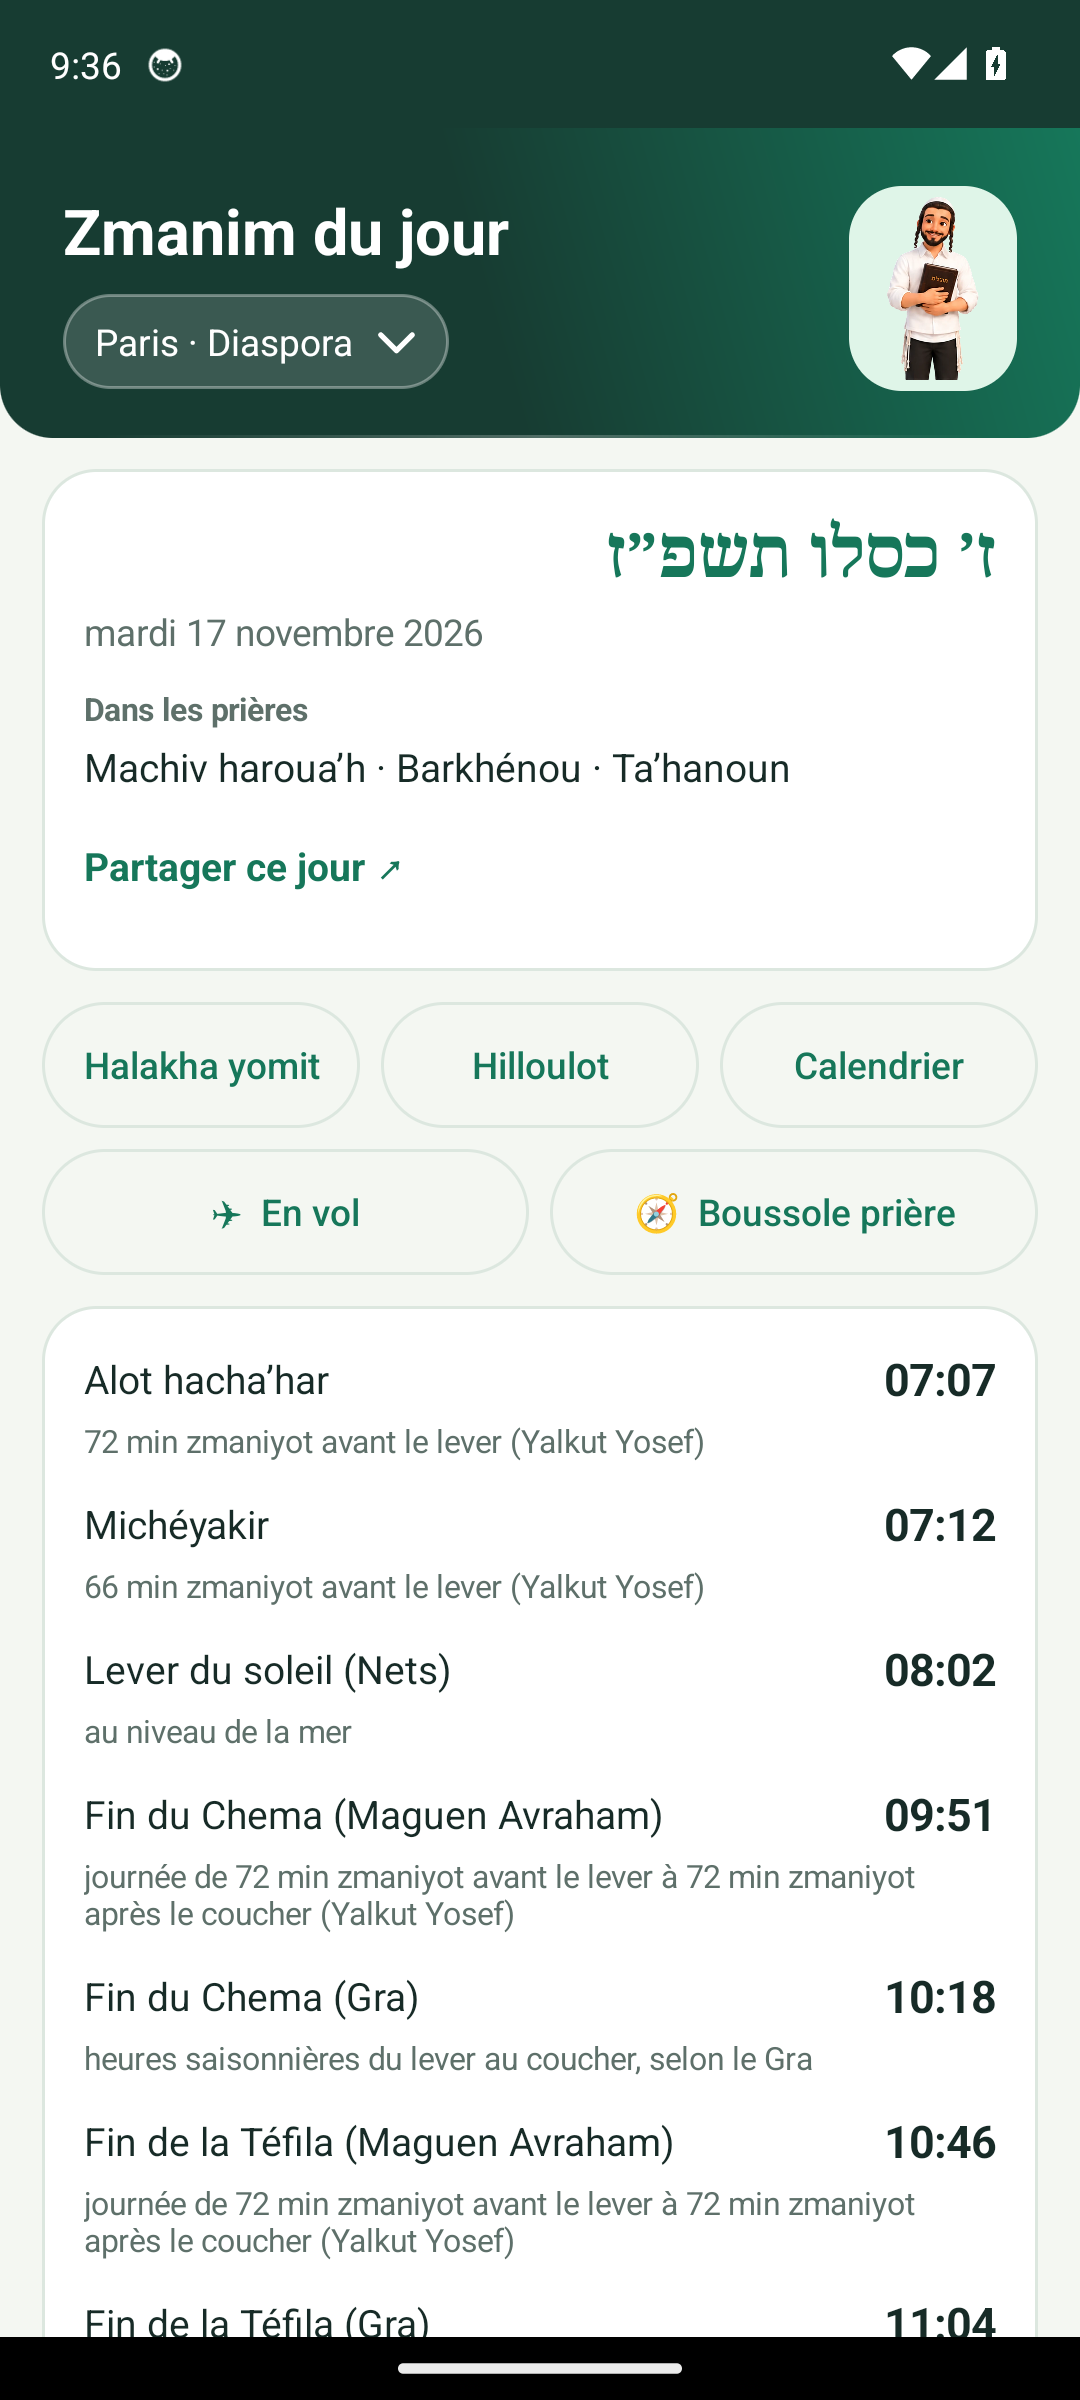 9:36
Zmanim du jour
Paris · Diaspora
ז׳ כסלו תשפ״ז
mardi 17 novembre 2026
Dans les prières
Machiv haroua’h · Barkhénou · Ta’hanoun
Partager ce jour ↗
Halakha yomit
Hilloulot
Calendrier
✈ En vol
🧭 Boussole prière
Alot hacha’har 07:07
72 min zmaniyot avant le lever (Yalkut Yosef)
Michéyakir 07:12
66 min zmaniyot avant le lever (Yalkut Yosef)
Lever du soleil (Nets) 08:02
au niveau de la mer
Fin du Chema (Maguen Avraham) 09:51
journée de 72 min zmaniyot avant le lever à 72 min zmaniyot
après le coucher (Yalkut Yosef)
Fin du Chema (Gra) 10:18
heures saisonnières du lever au coucher, selon le Gra
Fin de la Téfila (Maguen Avraham) 10:46
journée de 72 min zmaniyot avant le lever à 72 min zmaniyot
après le coucher (Yalkut Yosef)
Fin de la Téfila (Gra) 11:04